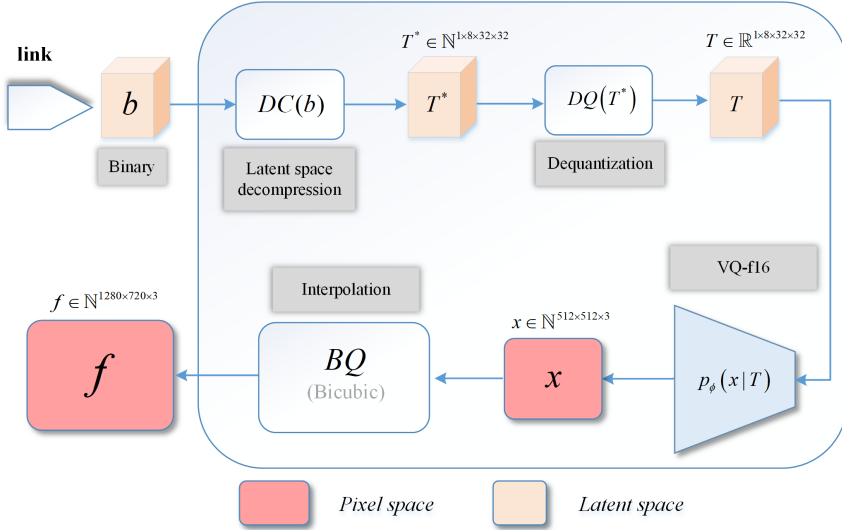 link
b
Binary
DC(b)
Latent space
decompression
T* ∈ ℕ^{1×8×32×32}
T*
DQ(T*)
Dequantization
T ∈ ℝ^{1×8×32×32}
T
VQ-f16
p_ϕ(x | T)
x ∈ ℕ^{512×512×3}
x
Interpolation
BQ
(Bicubic)
f ∈ ℕ^{1280×720×3}
f
Pixel space
Latent space